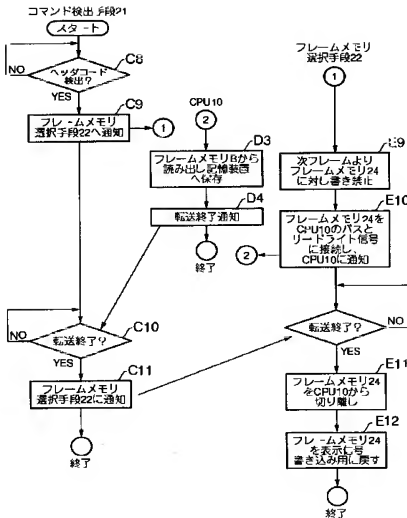 コマンド検出手段21
スタート
C8
ヘッダコード
検出?
NO
YES
C9
フレームメモリ
選択手段22へ通知
1
CPU10
2
D3
フレームメモリBから
読み出し記憶装置
へ保存
D4
転送終了通知
終了
NO
C10
転送終了?
YES
C11
フレームメモリ
選択手段22に通知
終了
フレームメモリ
選択手段22
1
E9
次フレームより
フレームメモリ24
に対し書き禁止
E10
フレームメモリ24を
CPU10のバスと
リードライト信号
に接続し、
CPU10に通知
2
転送終了?
NO
YES
E11
フレームメモリ24
をCPU10から
切り離し
E12
フレームメモリ24
を表示信号
書き込み用に戻す
終了